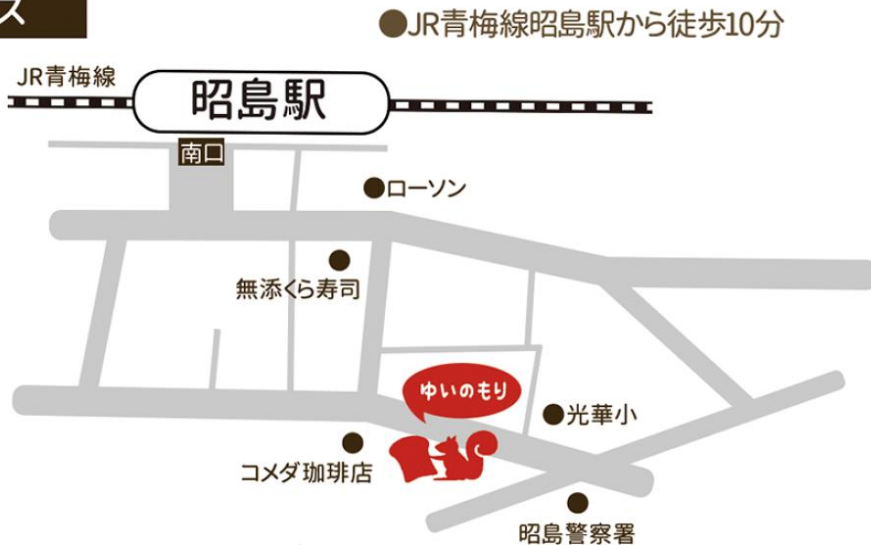 ス
●JR青梅線昭島駅から徒歩10分
JR青梅線
昭島駅
南口
●ローソン
無添くら寿司
ゆいのもり
●光華小
コメダ珈琲店
昭島警察署